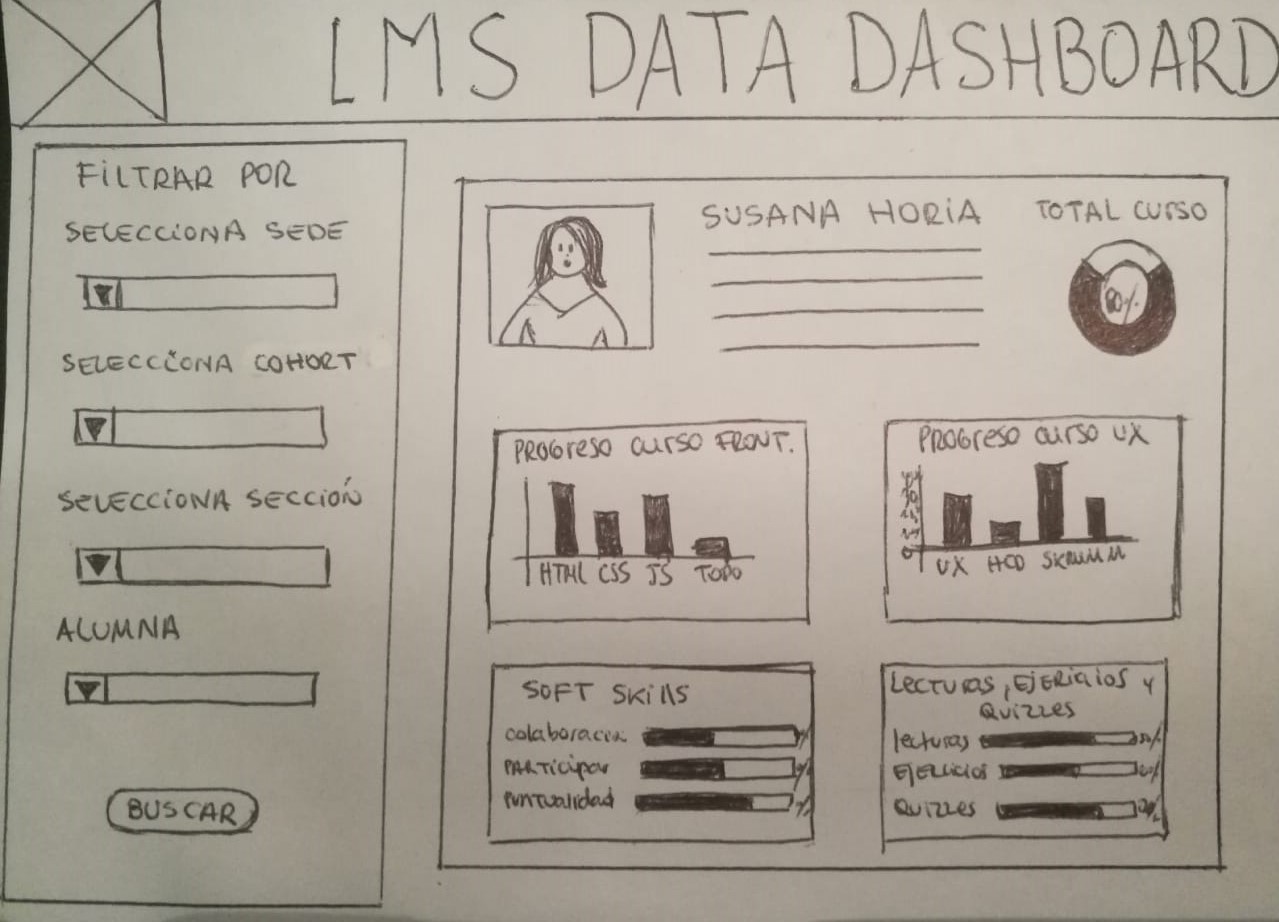 LMS DATA DASHBOARD
FILTRAR POR
SELECCIONA SEDE
SELECCIONA COHORT
SELECCIONA SECCIÓN
ALUMNA
BUSCAR
SUSANA HORIA
TOTAL CURSO
80%
PROGRESO CURSO FRONT.
HTML CSS JS TODO
PROGRESO CURSO UX
0
UX HCD
SOFT SKills
colaboracion
PARTicipar
PUNTUalidad
LECTURAS, EJERCICIOS Y
QUIZZES
lecturas
EJERCICIOS
QUIZZES